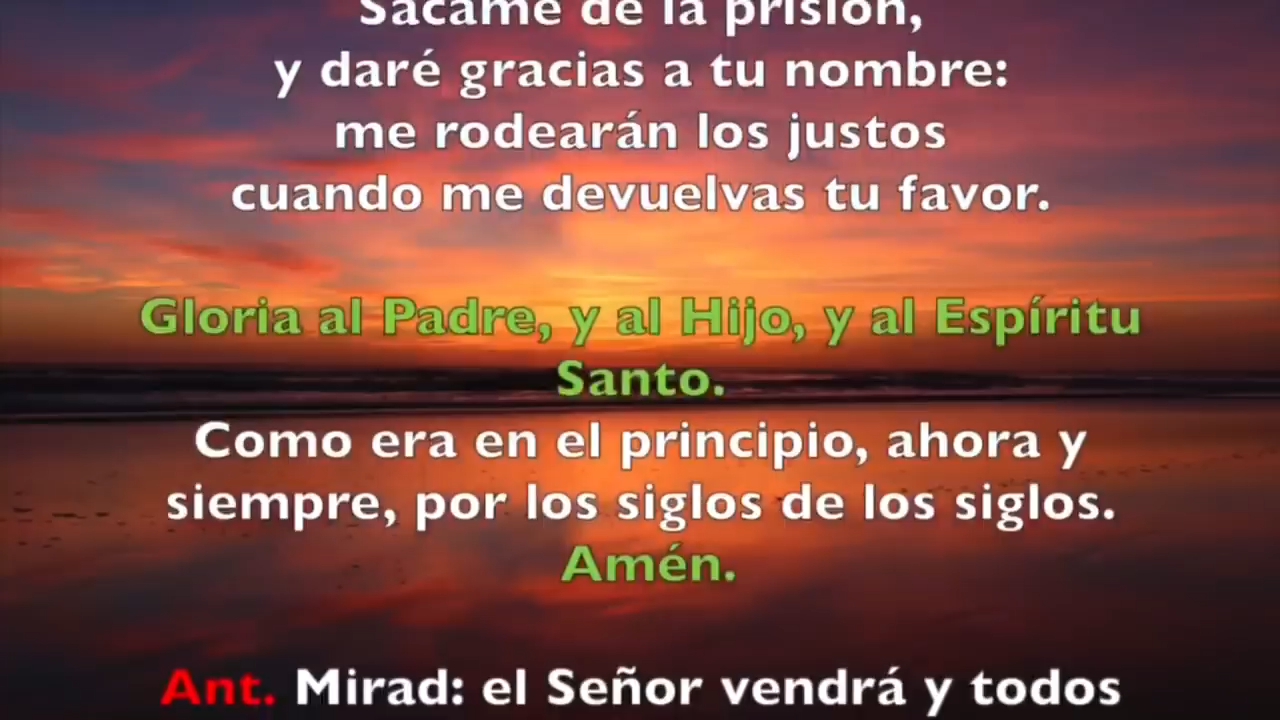 Sácame de la prisión,
y daré gracias a tu nombre:
me rodearán los justos
cuando me devuelvas tu favor.
Gloria al Padre, y al Hijo, y al Espíritu
Santo.
Como era en el principio, ahora y
siempre, por los siglos de los siglos.
Amén.
Ant. Mirad: el Señor vendrá y todos